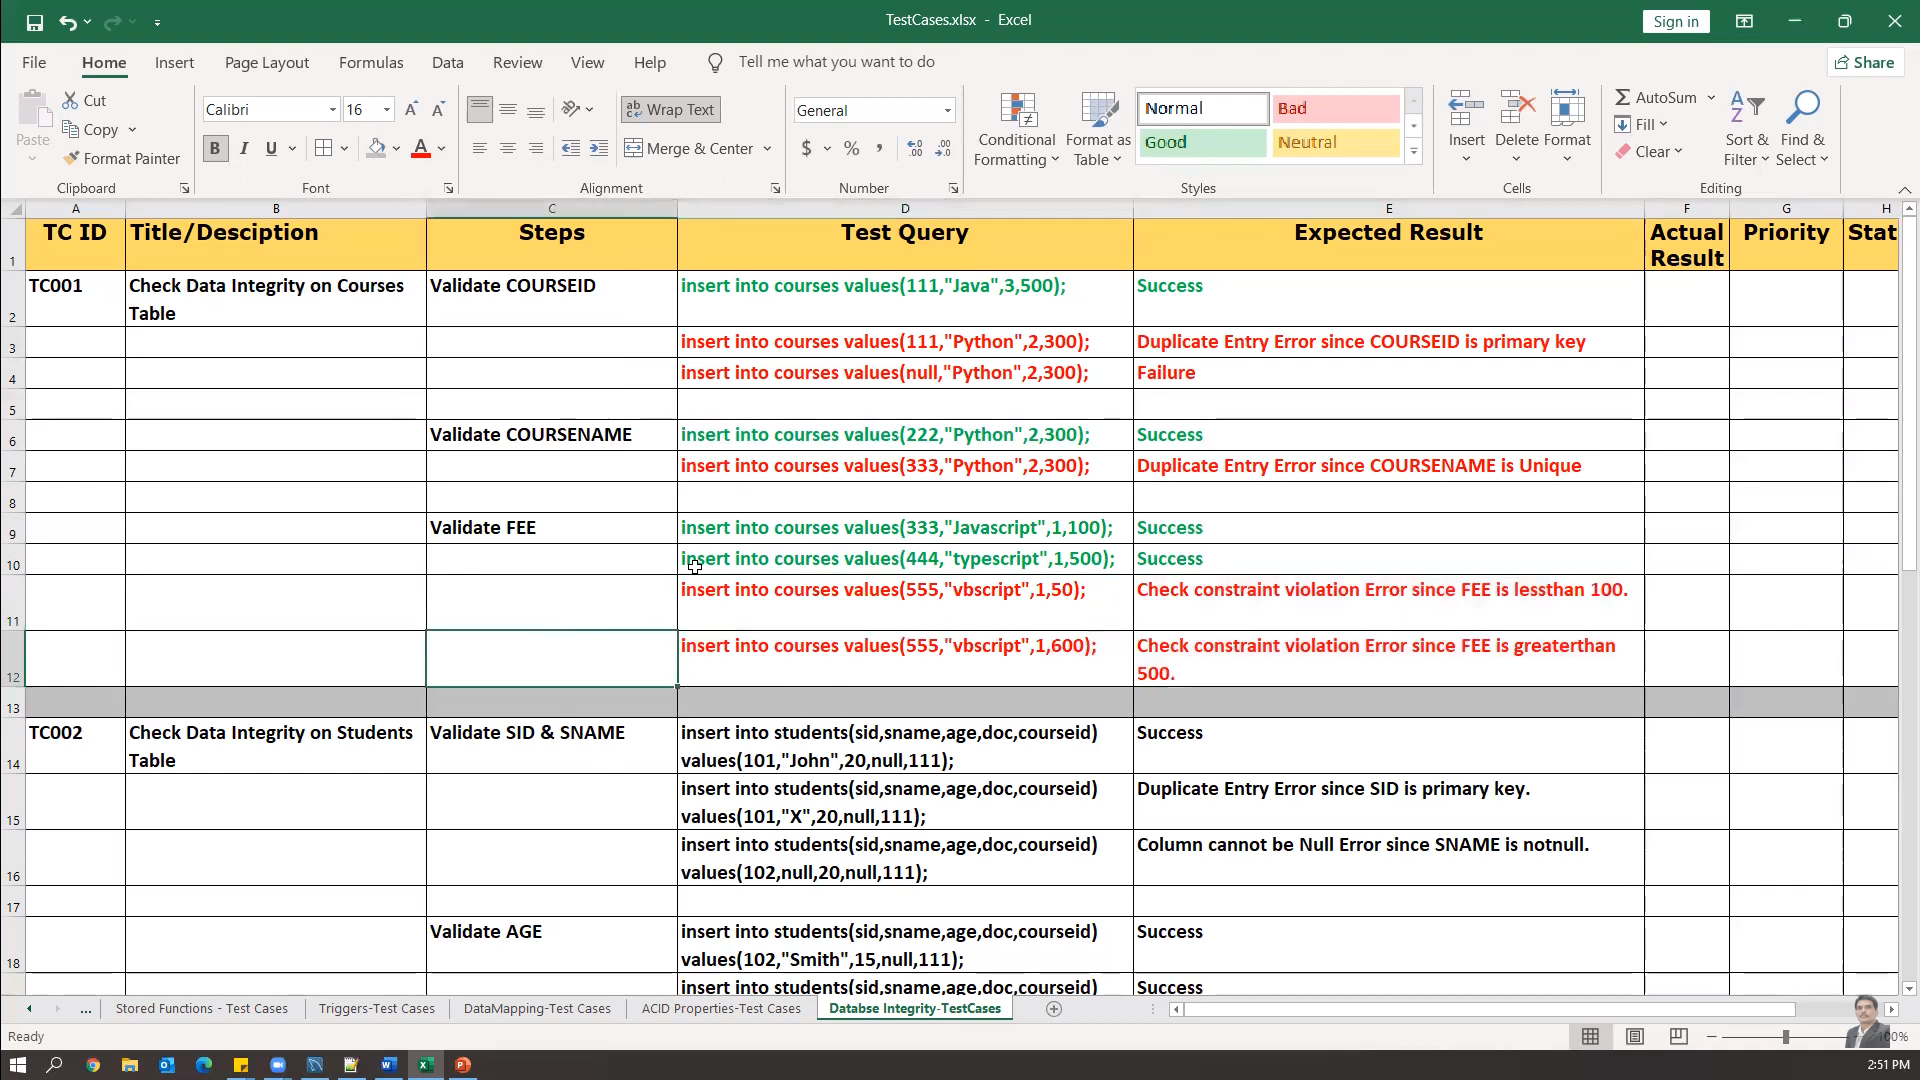 TestCases.xlsx - Excel
Sign in
File Home Insert Page Layout Formulas Data Review View Help Tell me what you want to do
Share
Paste
Cut
Copy
Format Painter
Clipboard
Calibri 16
B I U
Font
Wrap Text
Merge & Center
Alignment
General
$ % ,
Number
Conditional Formatting
Format as Table
Normal Bad
Good Neutral
Styles
Insert Delete Format
Cells
AutoSum
Fill
Clear
Sort & Filter
Find & Select
Editing
A B C D E F G H
1 TC ID Title/Desciption Steps Test Query Expected Result Actual Result Priority Stat
2 TC001 Check Data Integrity on Courses Table Validate COURSEID insert into courses values(111,"Java",3,500); Success
3 insert into courses values(111,"Python",2,300); Duplicate Entry Error since COURSEID is primary key
4 insert into courses values(null,"Python",2,300); Failure
5
6 Validate COURSENAME insert into courses values(222,"Python",2,300); Success
7 insert into courses values(333,"Python",2,300); Duplicate Entry Error since COURSENAME is Unique
8
9 Validate FEE insert into courses values(333,"Javascript",1,100); Success
10 insert into courses values(444,"typescript",1,500); Success
11 insert into courses values(555,"vbscript",1,50); Check constraint violation Error since FEE is lessthan 100.
12 insert into courses values(555,"vbscript",1,600); Check constraint violation Error since FEE is greaterthan 500.
13
14 TC002 Check Data Integrity on Students Table Validate SID & SNAME insert into students(sid,sname,age,doc,courseid) values(101,"John",20,null,111); Success
15 insert into students(sid,sname,age,doc,courseid) values(101,"X",20,null,111); Duplicate Entry Error since SID is primary key.
16 insert into students(sid,sname,age,doc,courseid) values(102,null,20,null,111); Column cannot be Null Error since SNAME is notnull.
17
18 Validate AGE insert into students(sid,sname,age,doc,courseid) values(102,"Smith",15,null,111); Success
insert into students(sid,sname,age,doc,courseid) Success
... Stored Functions - Test Cases Triggers-Test Cases DataMapping-Test Cases ACID Properties-Test Cases Databse Integrity-TestCases
Ready
2:51 PM